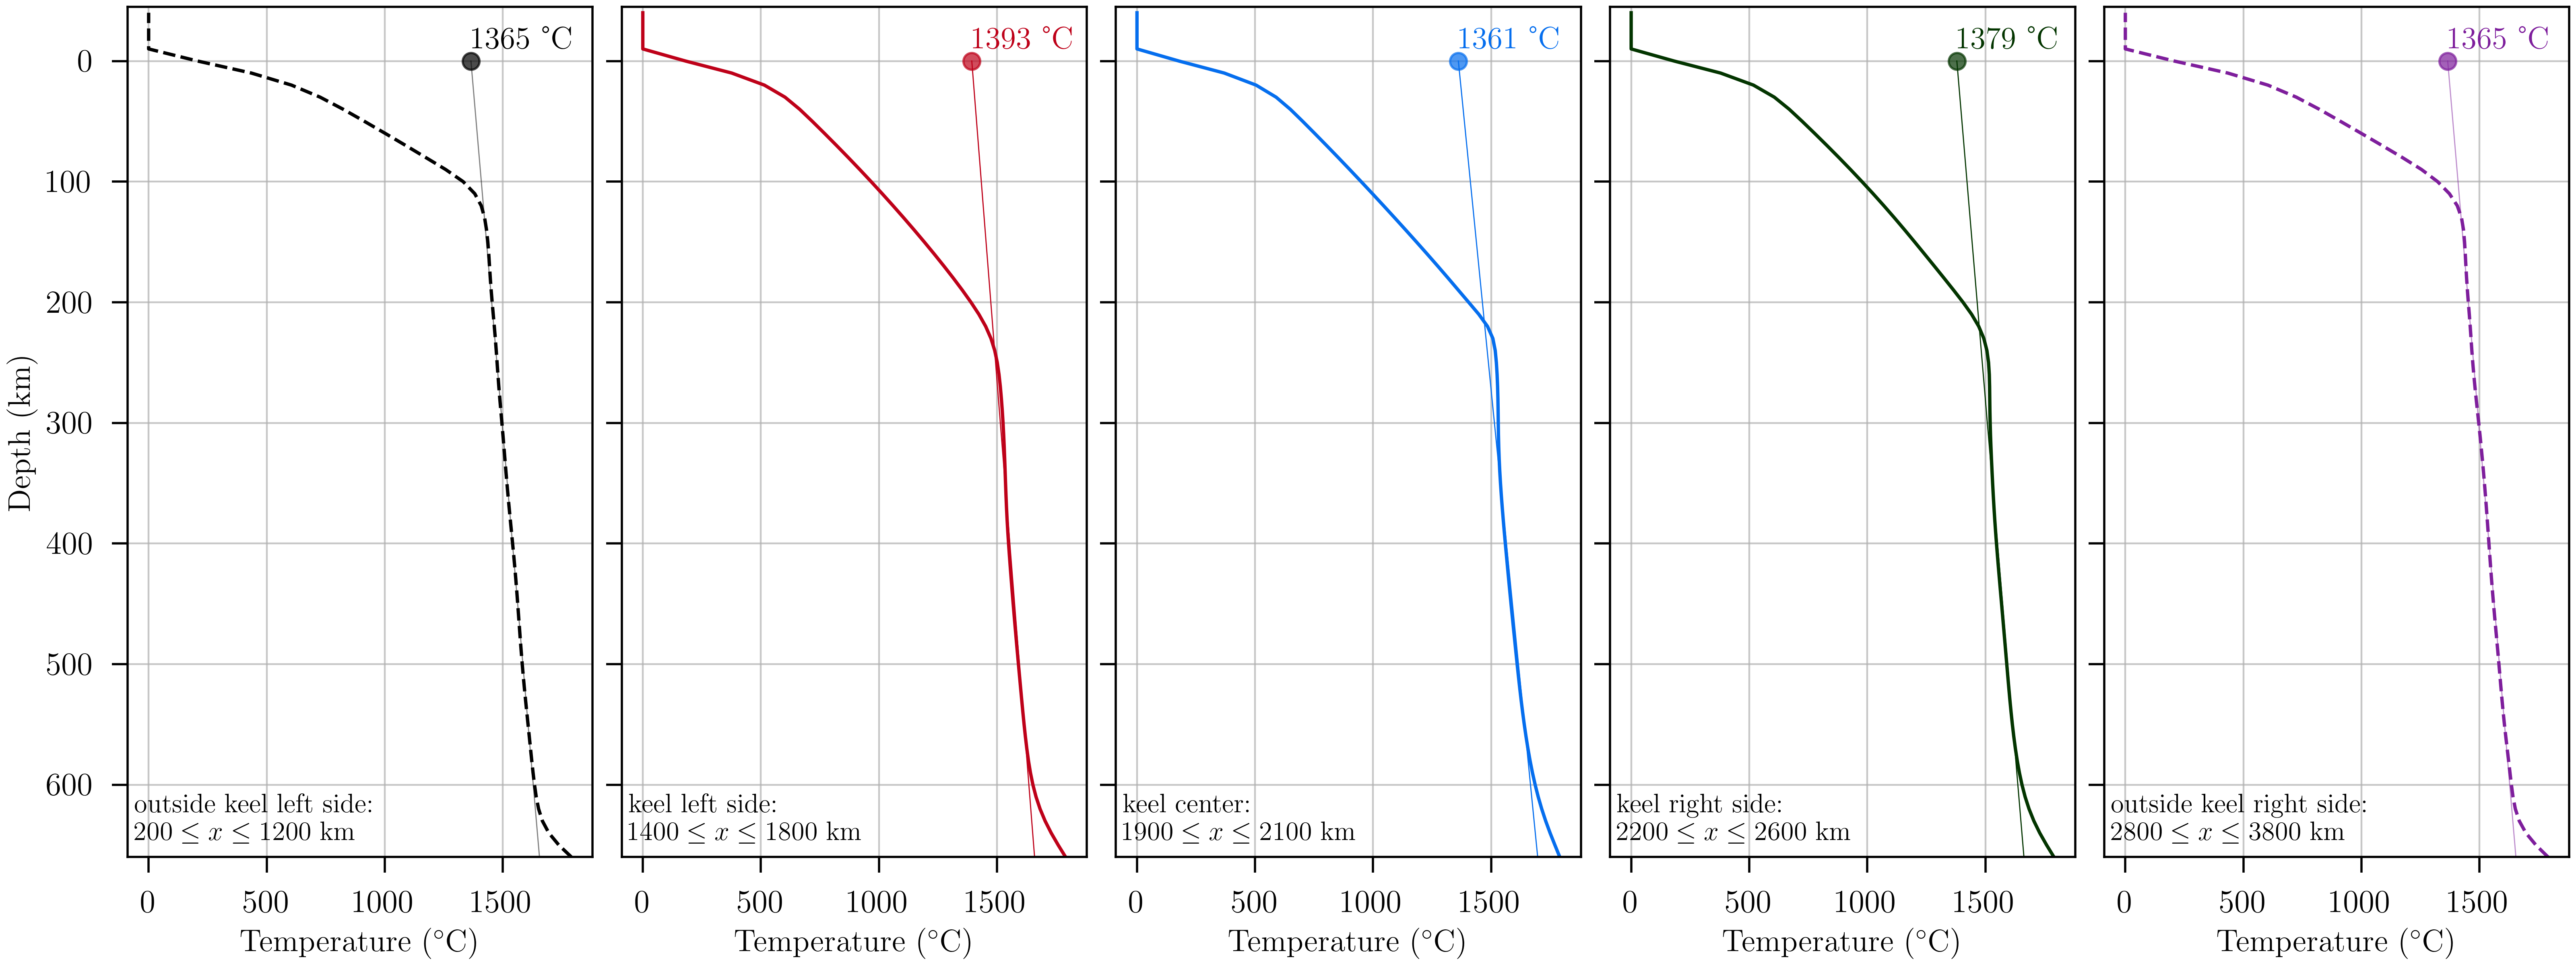 1365 °C
1393 °C
1361 °C
1379 °C
1365 °C
0
100
200
300
400
500
600
Depth (km)
outside keel left side:
200 ≤ x ≤ 1200 km
keel left side:
1400 ≤ x ≤ 1800 km
keel center:
1900 ≤ x ≤ 2100 km
keel right side:
2200 ≤ x ≤ 2600 km
outside keel right side:
2800 ≤ x ≤ 3800 km
0 500 1000 1500
0 500 1000 1500
0 500 1000 1500
0 500 1000 1500
0 500 1000 1500
Temperature (°C)
Temperature (°C)
Temperature (°C)
Temperature (°C)
Temperature (°C)